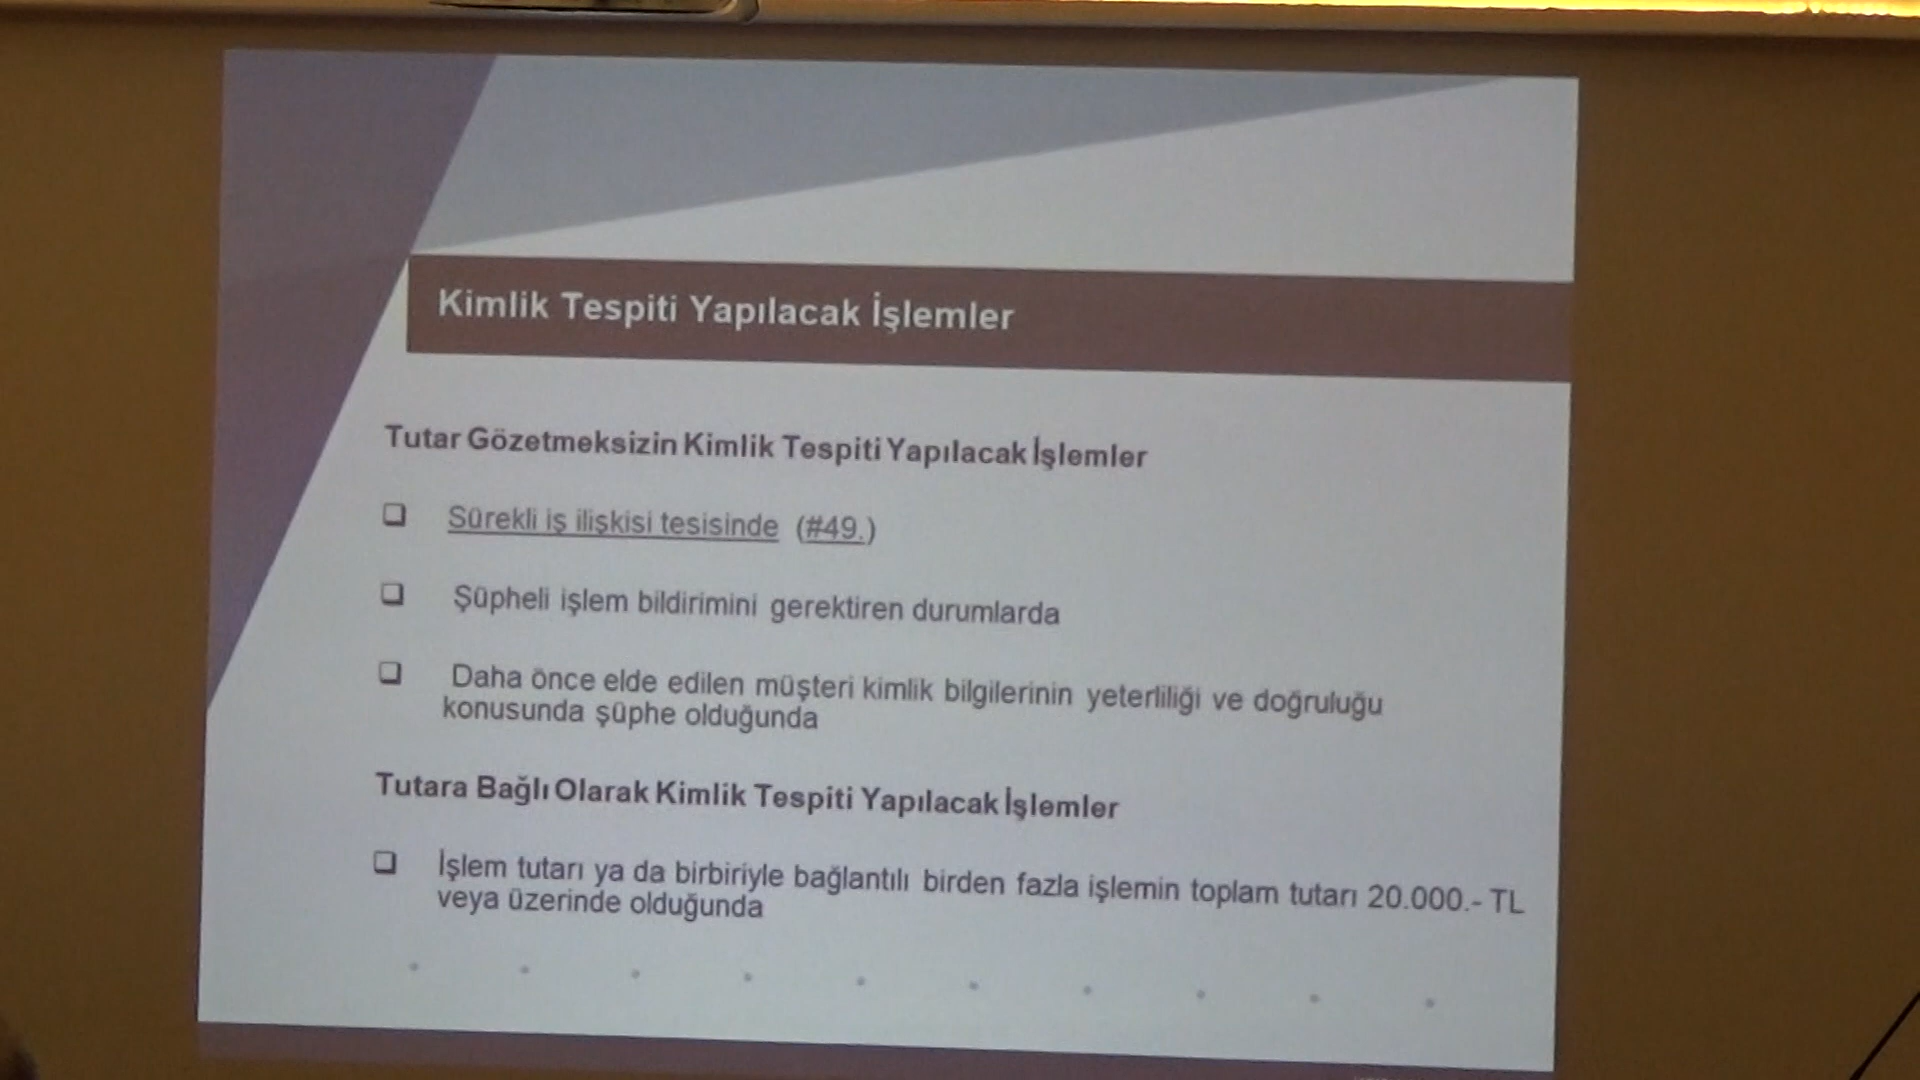 Kimlik Tespiti Yapılacak İşlemler
Tutar Gözetmeksizin Kimlik Tespiti Yapılacak İşlemler
❑ Sürekli iş ilişkisi tesisinde (#49.)
❑ Şüpheli işlem bildirimini gerektiren durumlarda
❑ Daha önce elde edilen müşteri kimlik bilgilerinin yeterliliği ve doğruluğu
konusunda şüphe olduğunda
Tutara Bağlı Olarak Kimlik Tespiti Yapılacak İşlemler
❑ İşlem tutarı ya da birbiriyle bağlantılı birden fazla işlemin toplam tutarı 20.000.- TL
veya üzerinde olduğunda